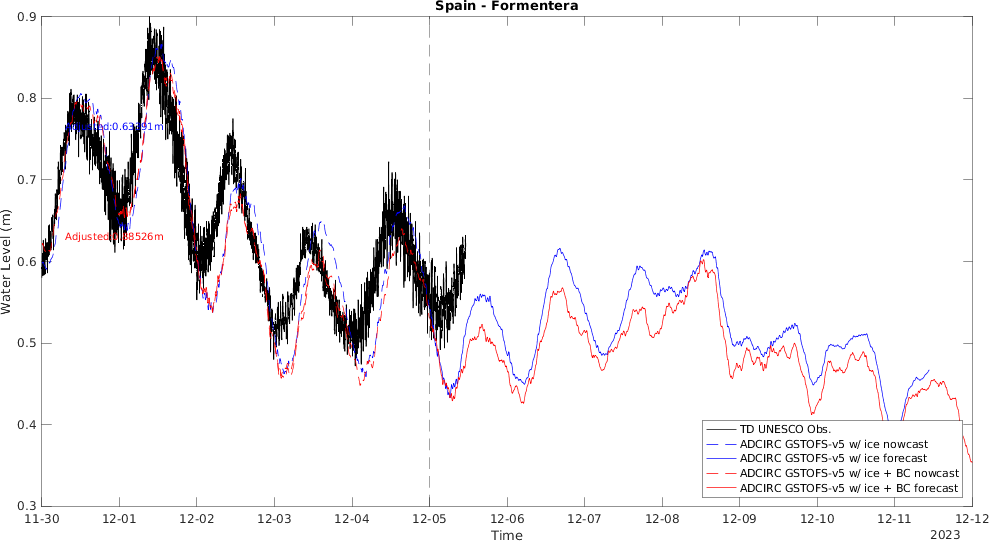 Spain - Formentera
0.9
0.8
0.7
0.6
0.5
0.4
0.3
Water Level (m)
11-30
12-01
12-02
12-03
12-04
12-05
12-06
12-07
12-08
12-09
12-10
12-11
12-12
Time
2023
TD UNESCO Obs.
ADCIRC GSTOFS-v5 w/ ice nowcast
ADCIRC GSTOFS-v5 w/ ice forecast
ADCIRC GSTOFS-v5 w/ ice + BC nowcast
ADCIRC GSTOFS-v5 w/ ice + BC forecast